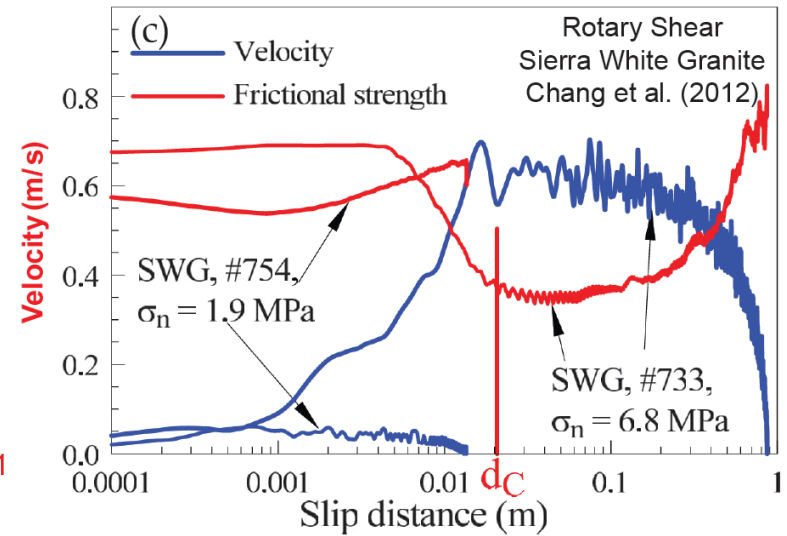 (c)
Velocity
Frictional strength
Rotary Shear
Sierra White Granite
Chang et al. (2012)
Velocity (m/s)
0.8
0.6
0.4
0.2
0.0
SWG, #754,
σn = 1.9 MPa
SWG, #733,
σn = 6.8 MPa
1
0.0001
0.001
0.01
dC
0.1
1
Slip distance (m)